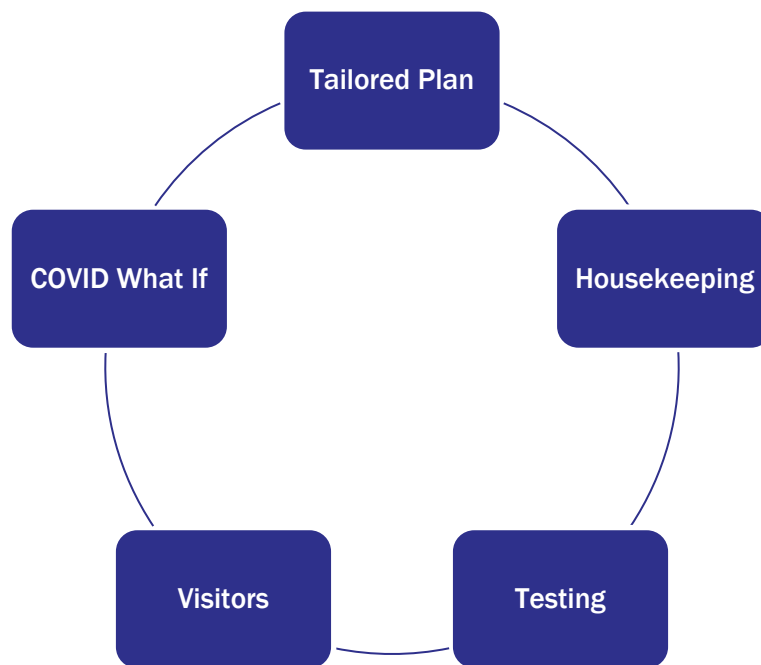 Tailored Plan
COVID What If
Housekeeping
Visitors
Testing